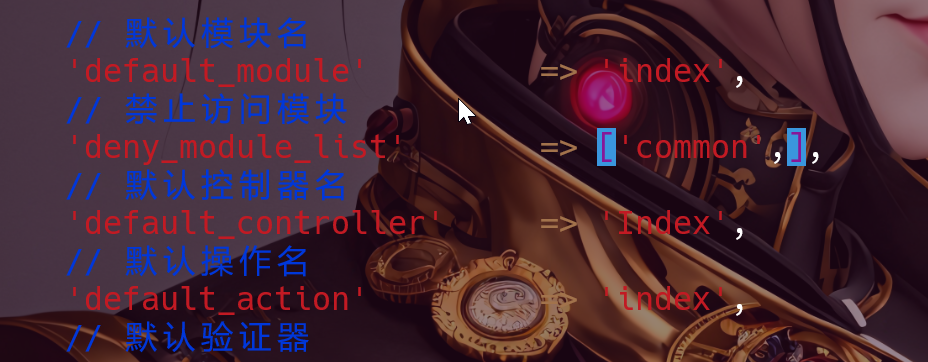 // 默认模块名
'default_module' => 'index',
// 禁止访问模块
'deny_module_list' => ['common',],
// 默认控制器名
'default_controller' => 'Index',
// 默认操作名
'default_action' => 'index',
// 默认验证器